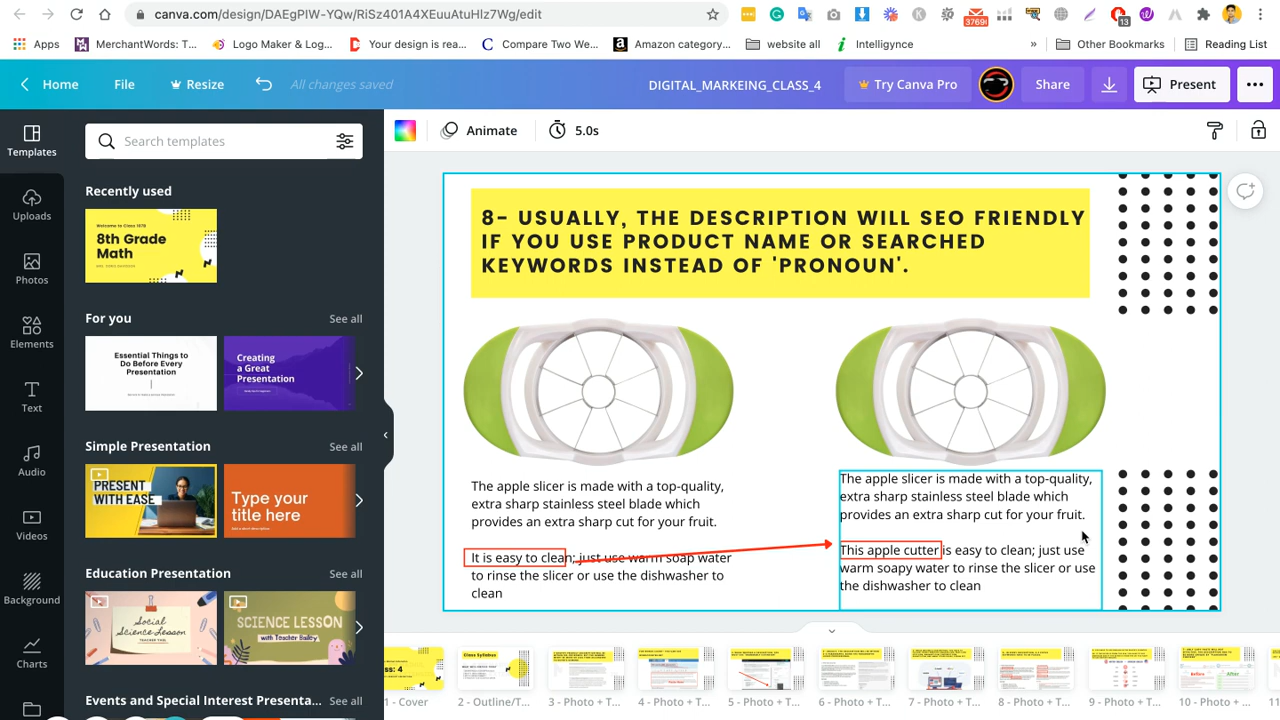 canva.com/design/DAEgPIW-YQw/RiSz401A4XEuuAtuHlz7Wg/edit
3769
13
Apps
MerchantWords: T...
Logo Maker & Log...
Your design is rea...
Compare Two We...
Amazon category...
website all
Intelligynce
»
Other Bookmarks
Reading List
Home
File
Resize
All changes saved
DIGITAL_MARKEING_CLASS_4
Try Canva Pro
Share
Present
Templates
Uploads
Photos
Elements
Text
Audio
Videos
Background
Charts
Search templates
Recently used
8th Grade
Math
For you
See all
Essential Things to
Do Before Every
Presentation
Creating
a Great
Presentation
Simple Presentation
See all
PRESENT
WITH EASE
Type your
title here
Education Presentation
See all
Social
Science Lesson
SCIENCE LESSON
with Teacher Bailey
Events and Special Interest Presenta...
See all
Animate
5.0s
8- USUALLY, THE DESCRIPTION WILL SEO FRIENDLY
IF YOU USE PRODUCT NAME OR SEARCHED
KEYWORDS INSTEAD OF 'PRONOUN'.
The apple slicer is made with a top-quality,
extra sharp stainless steel blade which
provides an extra sharp cut for your fruit.
It is easy to clean; just use warm soap water
to rinse the slicer or use the dishwasher to
clean
The apple slicer is made with a top-quality,
extra sharp stainless steel blade which
provides an extra sharp cut for your fruit.
This apple cutter is easy to clean; just use
warm soapy water to rinse the slicer or use
the dishwasher to clean
Class Syllabus
Before
After
1 - Cover
2 - Outline/T...
3 - Photo + T...
4 - Photo + T...
5 - Photo + T...
6 - Photo + T...
7 - Photo + T...
8 - Photo + T...
9 - Photo + T...
10 - Photo + ...